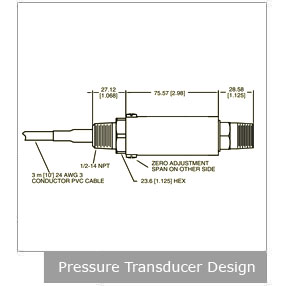 27.12
[1.068]
75.57 [2.98]
28.58
[1.125]
1/2-14 NPT
ZERO ADJUSTMENT
SPAN ON OTHER SIDE
3 m [10'] 24 AWG 3
CONDUCTOR PVC CABLE
23.6 [1.125] HEX
Pressure Transducer Design